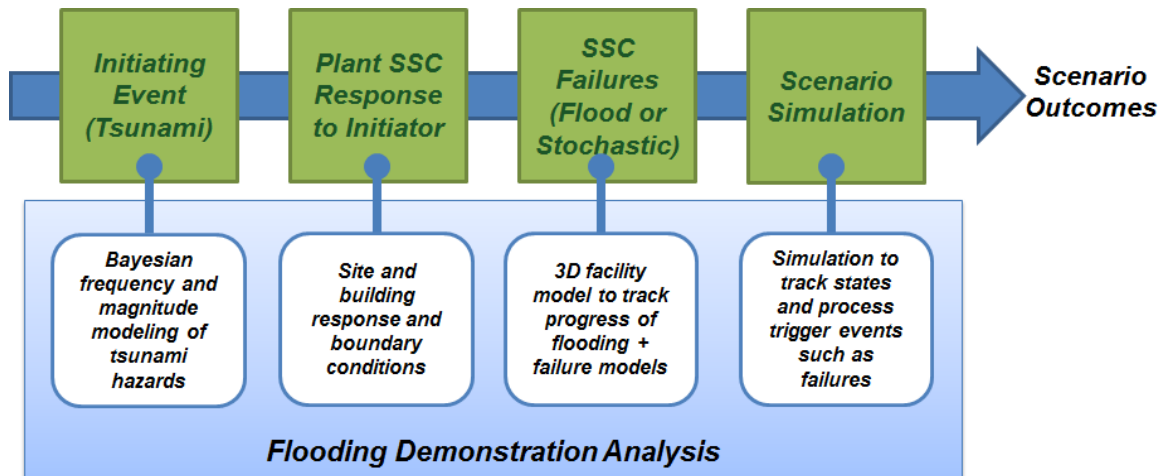 Initiating
Event
(Tsunami)
Plant SSC
Response
to Initiator
SSC
Failures
(Flood or
Stochastic)
Scenario
Simulation
Scenario
Outcomes
Bayesian
frequency and
magnitude
modeling of
tsunami
hazards
Site and
building
response and
boundary
conditions
3D facility
model to track
progress of
flooding +
failure models
Simulation to
track states
and process
trigger events
such as
failures
Flooding Demonstration Analysis